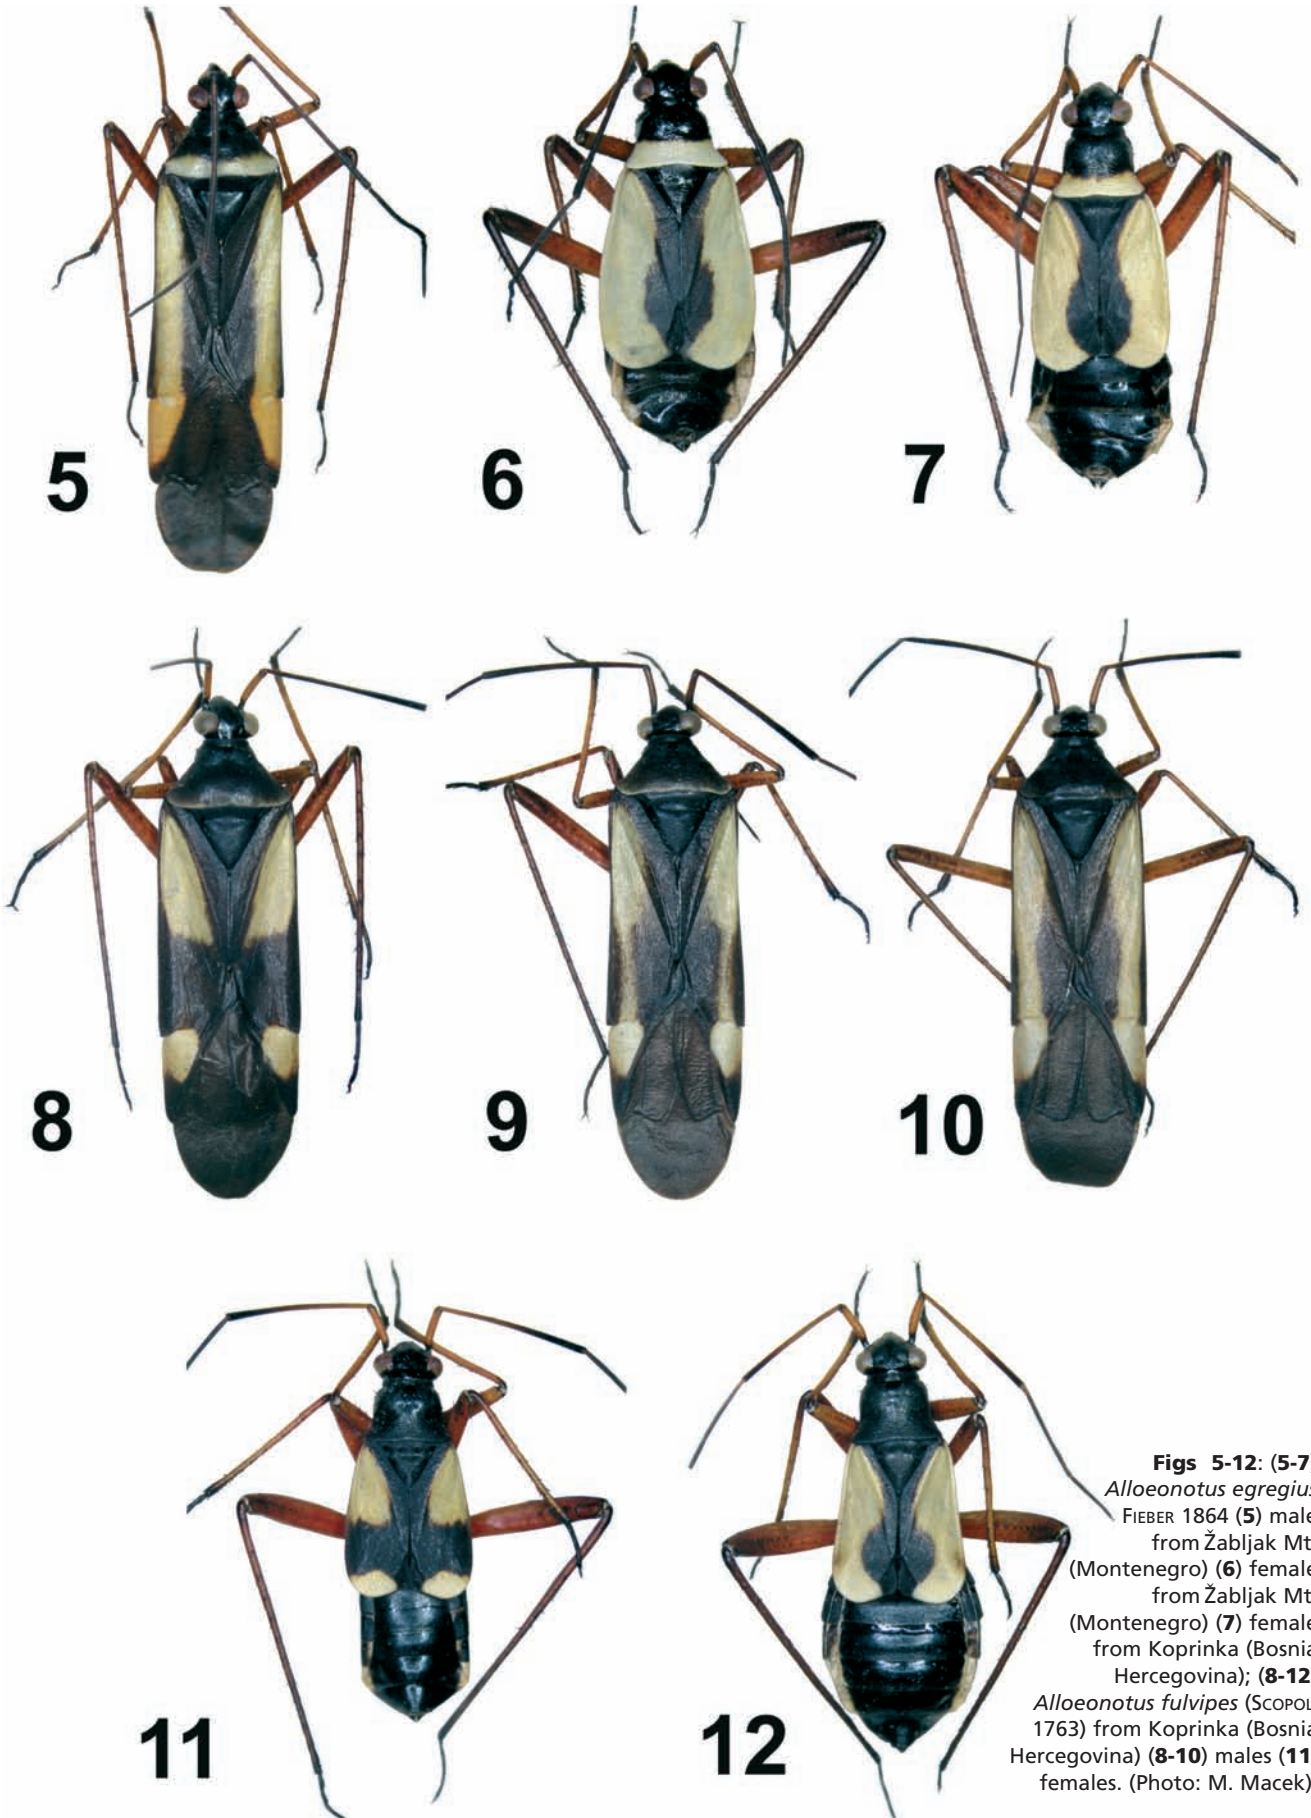 5
6
7
8
9
10
11
12
Figs 5-12: (5-7
Alloeonotus egregius
FIEBER 1864 (5) male
from Žabljak Mt.
(Montenegro) (6) female
from Žabljak Mt.
(Montenegro) (7) female
from Koprinka (Bosnia
Hercegovina); (8-12
Alloeonotus fulvipes (SCOPOL
1763) from Koprinka (Bosnia
Hercegovina) (8-10) males (11
females. (Photo: M. Macek)